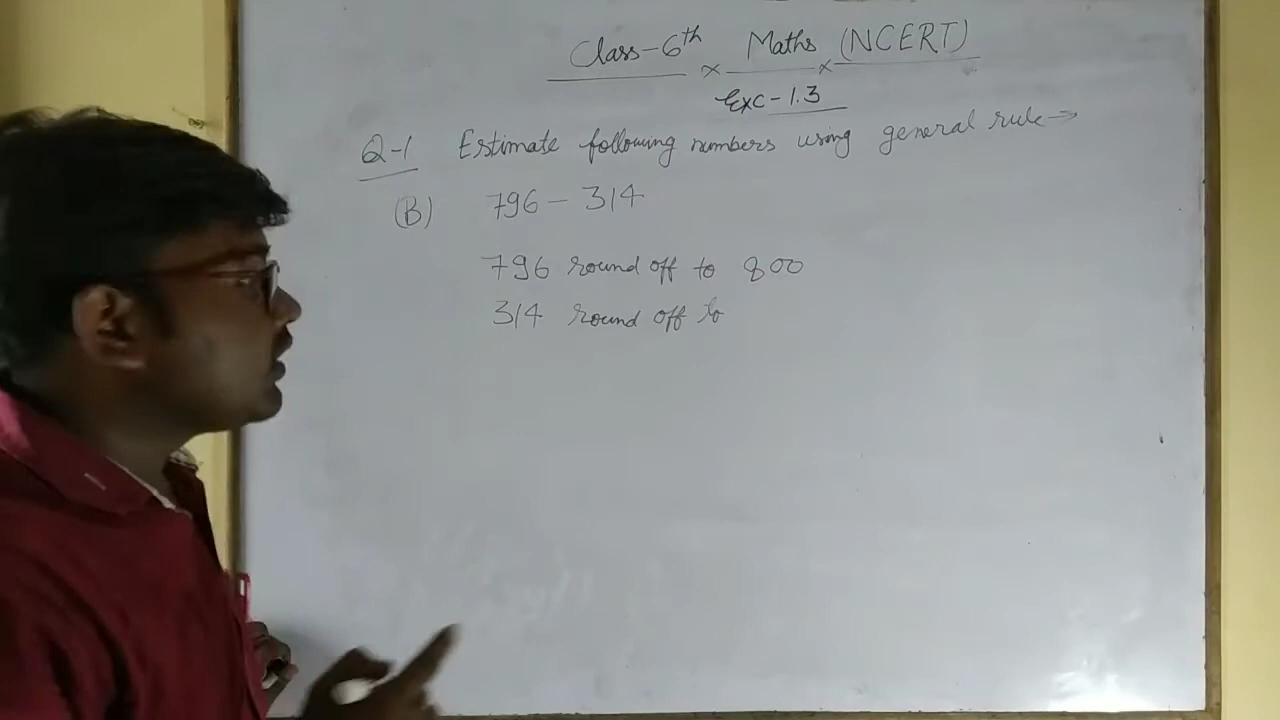 Class-6th Maths (NCERT)
× ×
Exc-1.3
Q-1 Estimate following numbers using general rule→
(B) 796 - 314
796 round off to 800
314 round off to